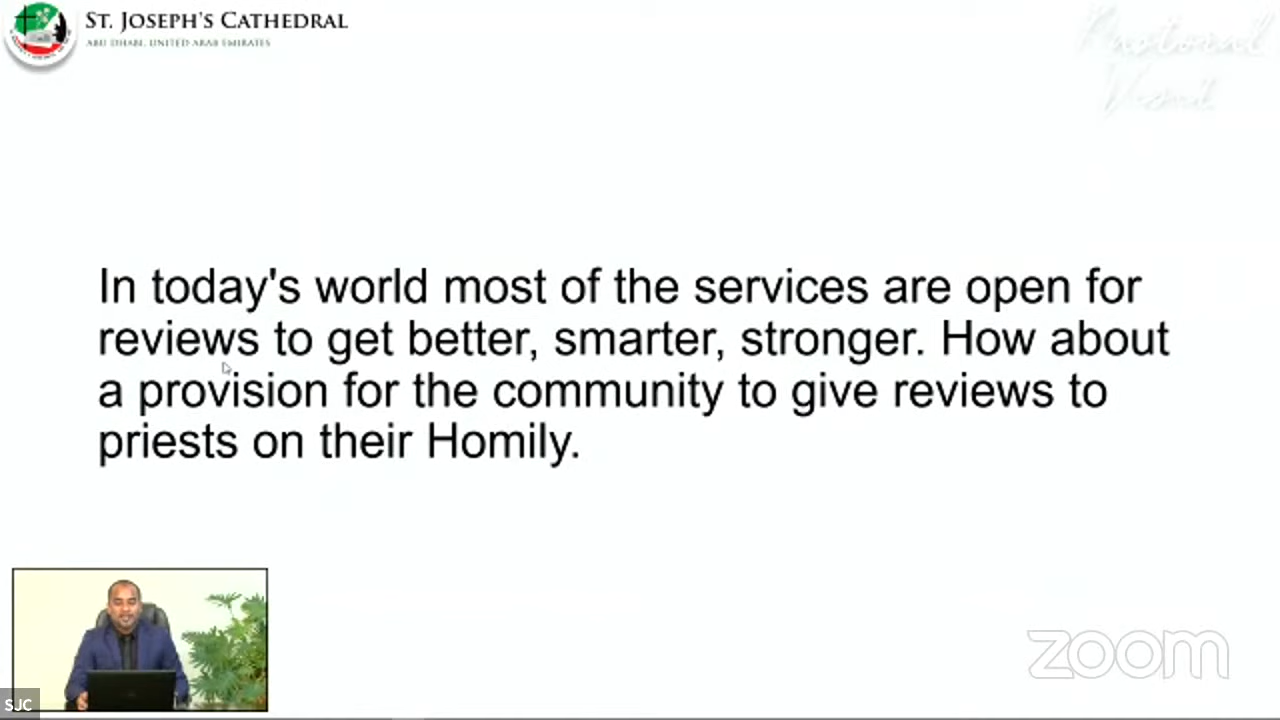 ST. JOSEPH'S CATHEDRAL
ABU DHABI, UNITED ARAB EMIRATES
Pastoral
Visit
In today's world most of the services are open for
reviews to get better, smarter, stronger. How about
a provision for the community to give reviews to
priests on their Homily.
zoom
SJC